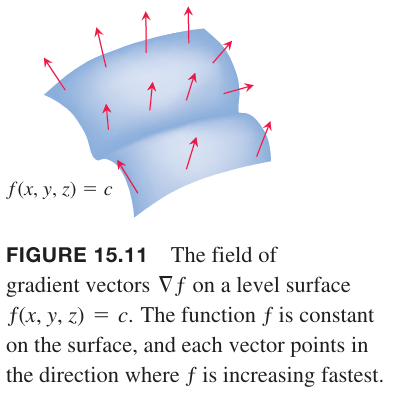 f(x, y, z) = c
FIGURE 15.11 The field of
gradient vectors ∇f on a level surface
f(x, y, z) = c. The function f is constant
on the surface, and each vector points in
the direction where f is increasing fastest.